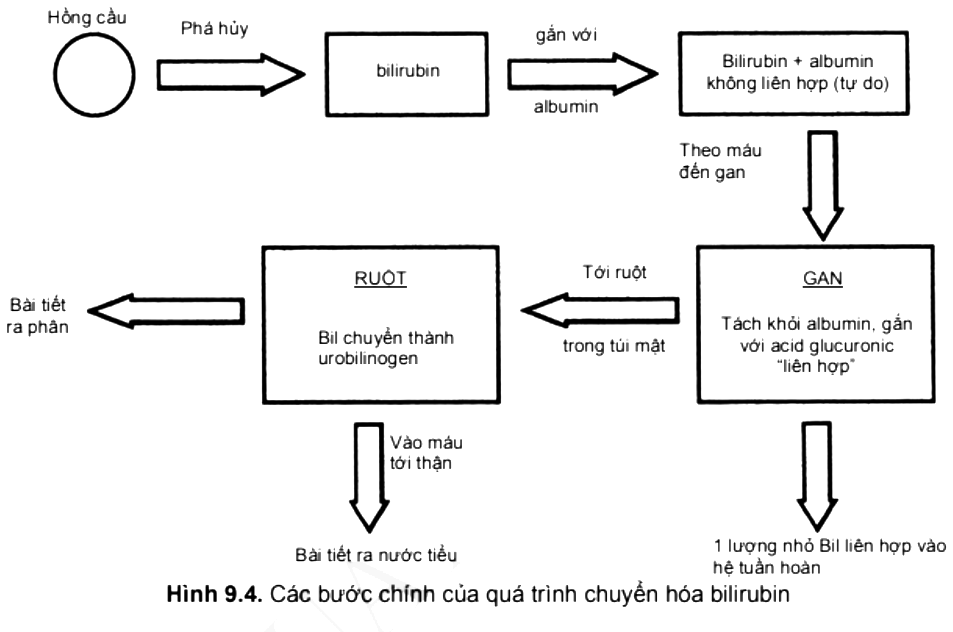 Hồng cầu
Phá hủy
bilirubin
gắn với
albumin
Bilirubin + albumin
không liên hợp (tự do)
Theo máu
đến gan
GAN
Tách khỏi albumin, gắn
với acid glucuronic
“liên hợp”
Tới ruột
trong túi mật
RUỘT
Bil chuyển thành
urobilinogen
Bài tiết
ra phân
Vào máu
tới thận
Bài tiết ra nước tiểu
1 lượng nhỏ Bil liên hợp vào
hệ tuần hoàn
Hình 9.4. Các bước chính của quá trình chuyển hóa bilirubin